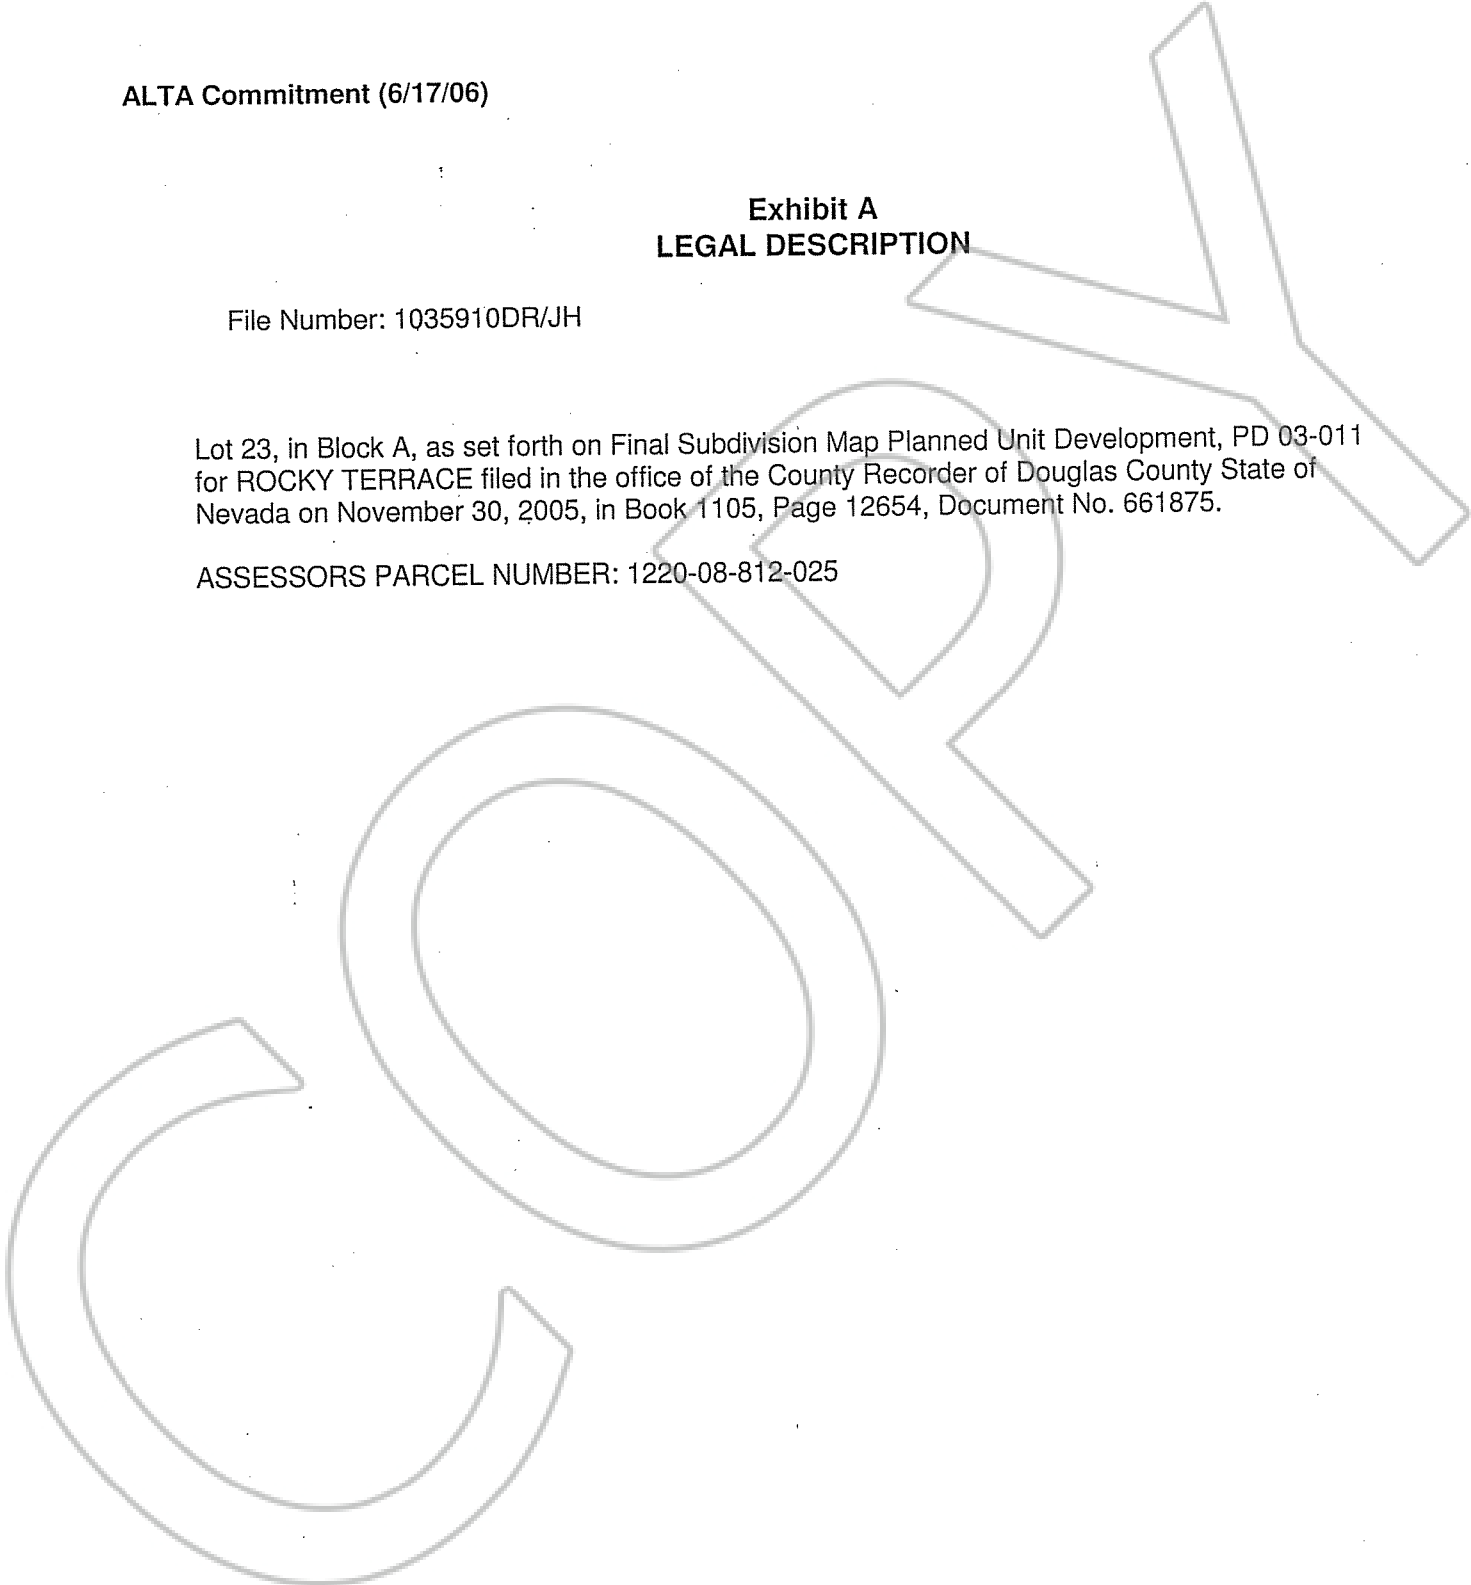 ALTA Commitment (6/17/06)
Exhibit A
LEGAL DESCRIPTION
File Number: 1035910DR/JH
Lot 23, in Block A, as set forth on Final Subdivision Map Planned Unit Development, PD 03-011
for ROCKY TERRACE filed in the office of the County Recorder of Douglas County State of
Nevada on November 30, 2005, in Book 1105, Page 12654, Document No. 661875.
ASSESSORS PARCEL NUMBER: 1220-08-812-025
COPY